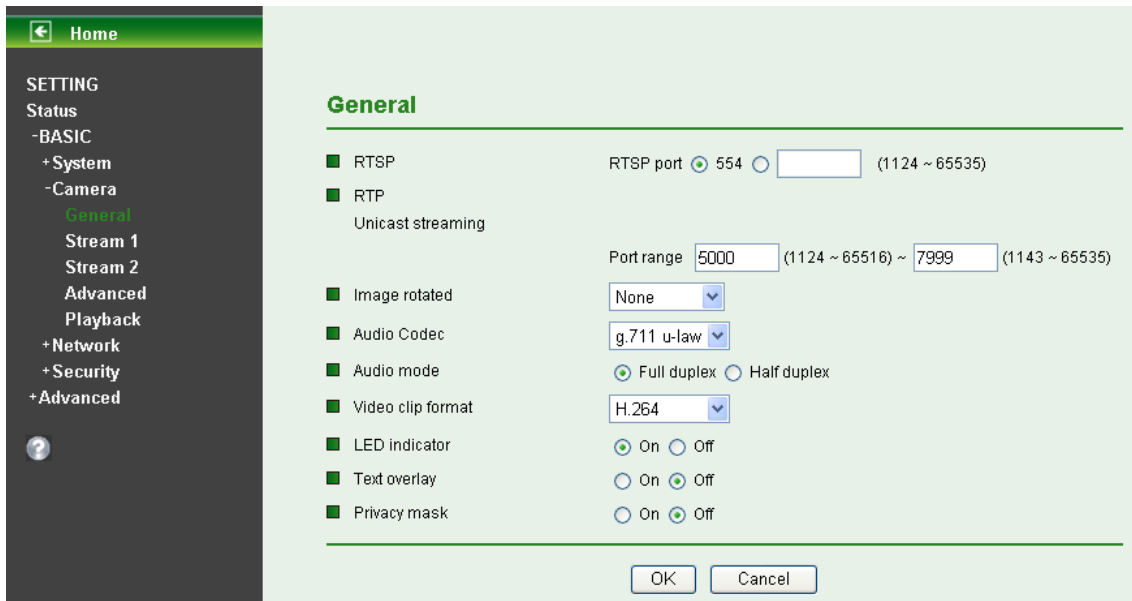 Home
SETTING
Status
-BASIC
+System
-Camera
General
Stream 1
Stream 2
Advanced
Playback
+Network
+Security
+Advanced
?
General
RTSP RTSP port 554 (1124 ~ 65535)
RTP
Unicast streaming
Port range 5000 (1124 ~ 65516) ~ 7999 (1143 ~ 65535)
Image rotated None
Audio Codec g.711 u-law
Audio mode Full duplex Half duplex
Video clip format H.264
LED indicator On Off
Text overlay On Off
Privacy mask On Off
OK Cancel